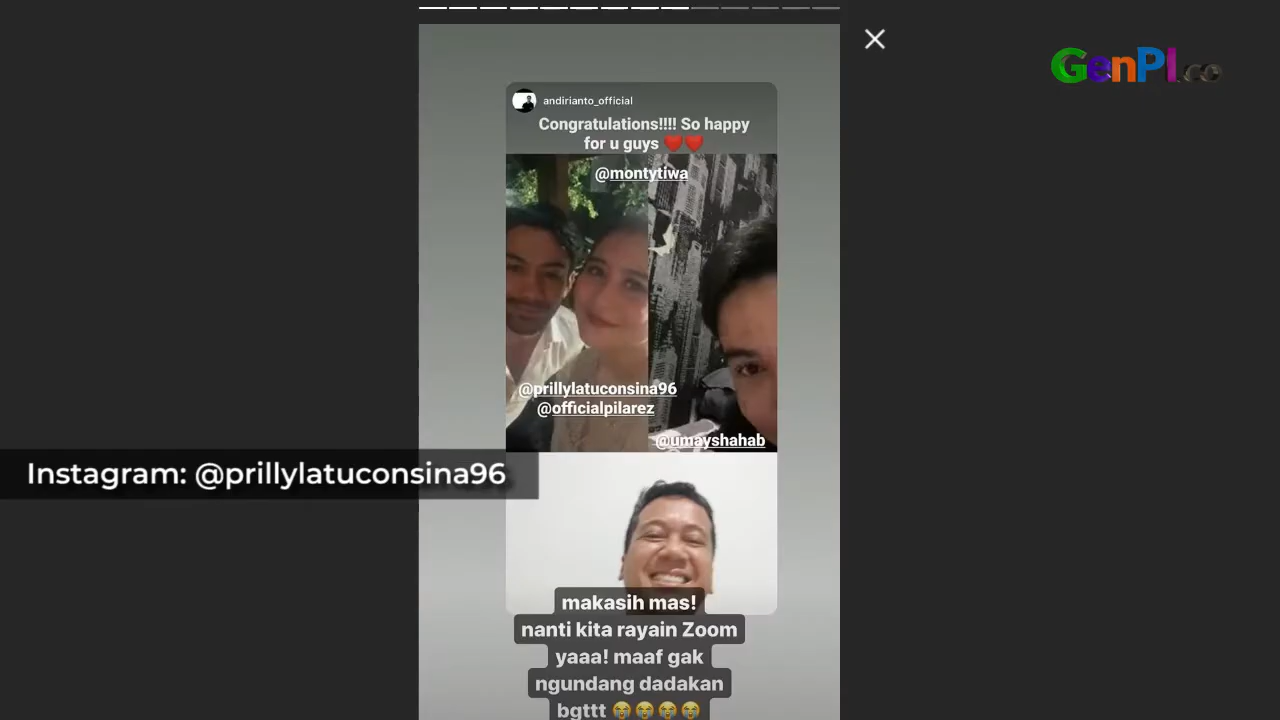 GenPI.co
andirianto_official
Congratulations!!!! So happy
for u guys ❤️❤️
@montytiwa
@prillylatuconsina96
@officialpilarez
@umayshahab
Instagram: @prillylatuconsina96
makasih mas!
nanti kita rayain Zoom
yaaa! maaf gak
ngundang dadakan
bgttt 😭😭😭😭